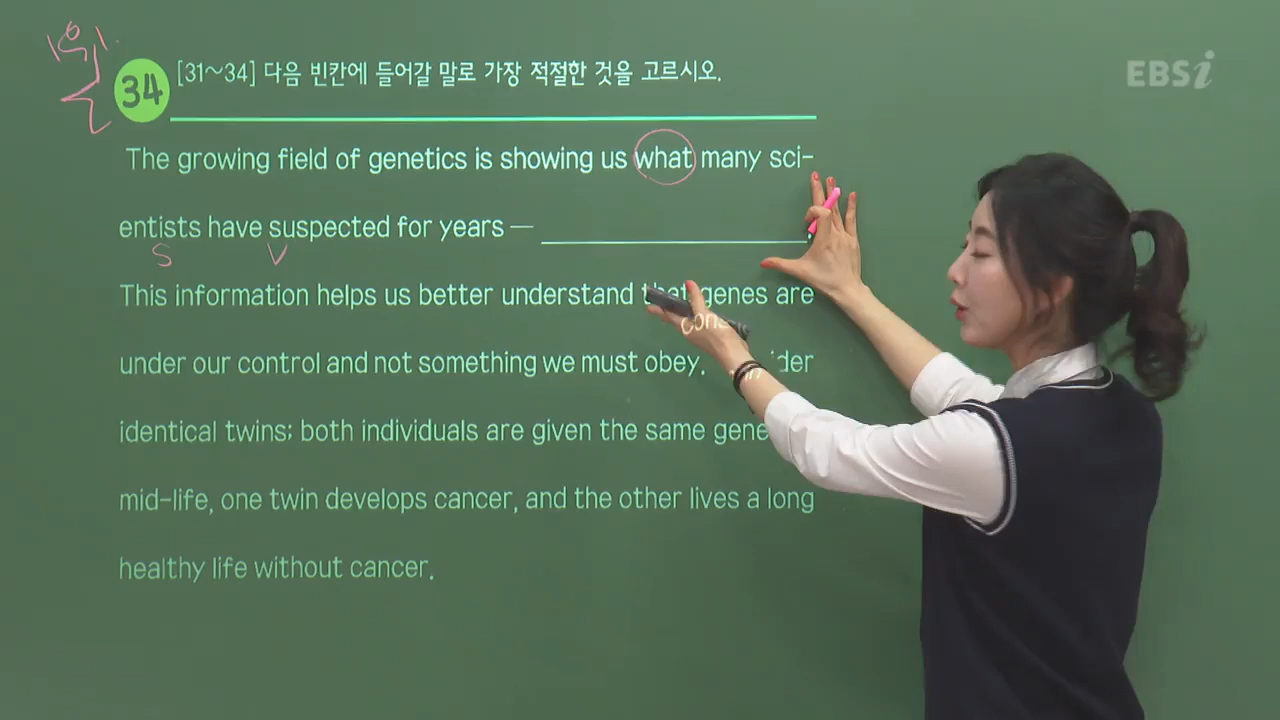 EBSi
34
[31~34] 다음 빈칸에 들어갈 말로 가장 적절한 것을 고르시오.
The growing field of genetics is showing us what many sci-
entists have suspected for years —
S V
This information helps us better understand that genes are
under our control and not something we must obey.
identical twins; both individuals are given the same
mid-life, one twin develops cancer, and the other lives a long
healthy life without cancer.